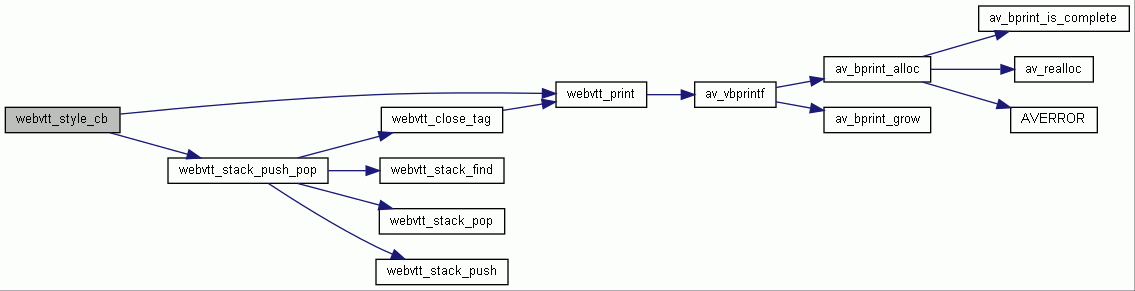 av_bprint_is_complete
av_bprint_alloc
av_realloc
webvtt_print
av_vbprintf
webvtt_style_cb
webvtt_close_tag
av_bprint_grow
AVERROR
webvtt_stack_push_pop
webvtt_stack_find
webvtt_stack_pop
webvtt_stack_push